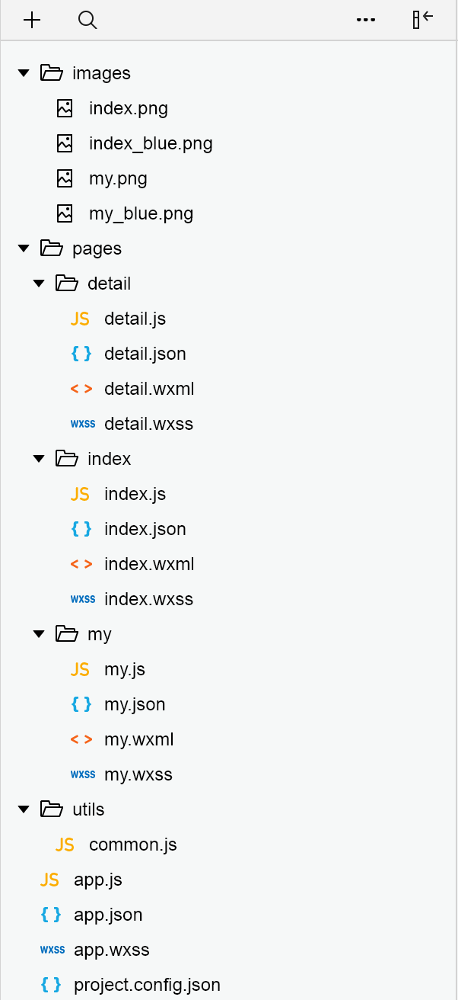 images
index.png
index_blue.png
my.png
my_blue.png
pages
detail
JS detail.js
{ } detail.json
< > detail.wxml
wxss detail.wxss
index
JS index.js
{ } index.json
< > index.wxml
wxss index.wxss
my
JS my.js
{ } my.json
< > my.wxml
wxss my.wxss
utils
JS common.js
JS app.js
{ } app.json
wxss app.wxss
{ } project.config.json